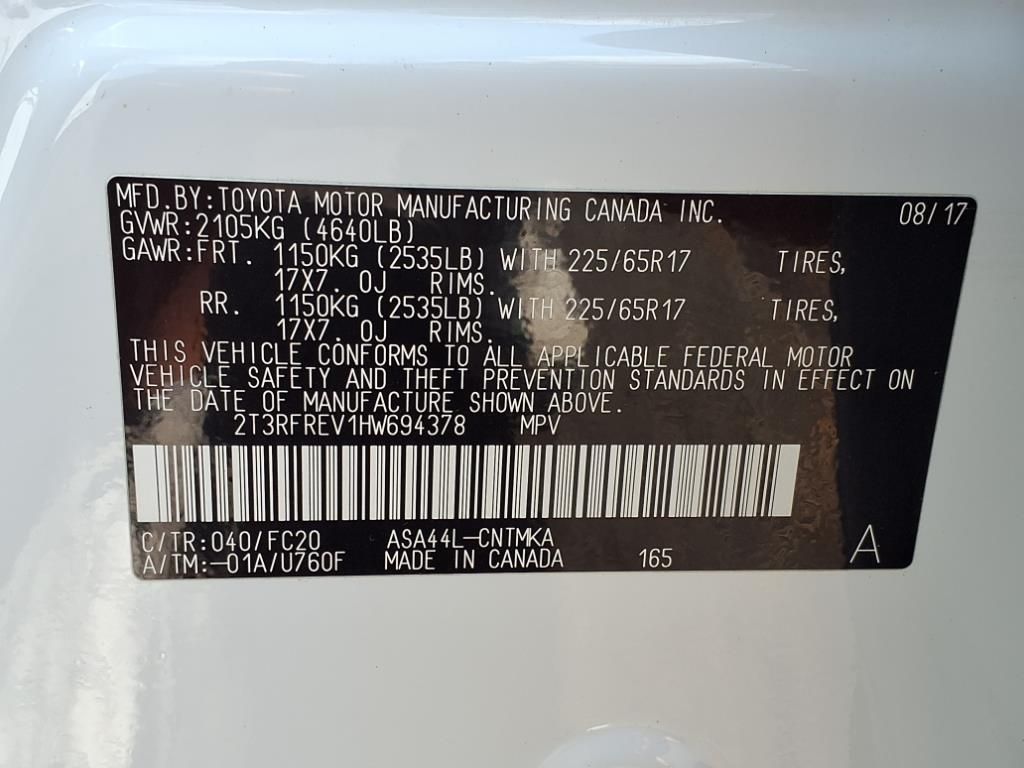 MFD.BY:TOYOTA MOTOR MANUFACTURING CANADA INC. 08/17
GVWR:2105KG (4640LB)
GAWR:FRT. 1150KG (2535LB) WITH 225/65R17 TIRES,
17X7. 0J RIMS.
RR. 1150KG (2535LB) WITH 225/65R17 TIRES,
17X7. 0J RIMS.
THIS VEHICLE CONFORMS TO ALL APPLICABLE FEDERAL MOTOR
VEHICLE SAFETY AND THEFT PREVENTION STANDARDS IN EFFECT ON
THE DATE OF MANUFACTURE SHOWN ABOVE.
2T3RFREV1HW694378 MPV
C/TR:040/FC20 ASA44L-CNTMKA
A/TM:-01A/U760F MADE IN CANADA 165 A